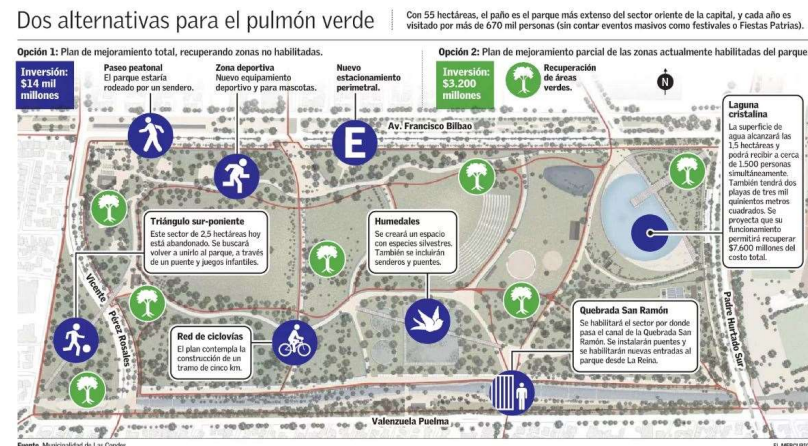 Dos alternativas para el pulmón verde
Con 55 hectáreas, el paño es el parque más extenso del sector oriente de la capital, y cada año es
visitado por más de 670 mil personas (sin contar eventos masivos como festivales o Fiestas Patrias).
Opción 1: Plan de mejoramiento total, recuperando zonas no habilitadas.
Inversión:
$14 mil
millones
Paseo peatonal
El parque estaría
rodeado por un sendero.
Zona deportiva
Nuevo equipamiento
deportivo y para mascotas.
Nuevo
estacionamiento
perimetral.
Opción 2: Plan de mejoramiento parcial de las zonas actualmente habilitadas del parque.
Inversión:
$3.200
millones
Recuperación
de áreas
verdes.
N
E
Av. Francisco Bilbao
Laguna
cristalina
La superficie de
agua alcanzará las
1,5 hectáreas y
podrá recibir a cerca
de 1.500 personas
simultáneamente.
También tendrá dos
playas de tres mil
quinientos metros
cuadrados. Se
proyecta que su
funcionamiento
permitirá recuperar
$7.600 millones del
costo total.
Triángulo sur-poniente
Este sector de 2,5 hectáreas hoy
está abandonado. Se buscará
volver a unirlo al parque, a través
de un puente y juegos infantiles.
Humedales
Se creará un espacio
con especies silvestres.
También se incluirán
senderos y puentes.
Vicente Pérez Rosales
Red de ciclovías
El plan contempla la
construcción de un
tramo de cinco km.
Quebrada San Ramón
Se habilitará el sector por donde
pasa el canal de la Quebrada San
Ramón. Se instalarán puentes y
se habilitarán nuevas entradas al
parque desde La Reina.
Padre Hurtado Sur
Valenzuela Puelma
Fuente: Municipalidad de Las Condes
EL MERCURIO